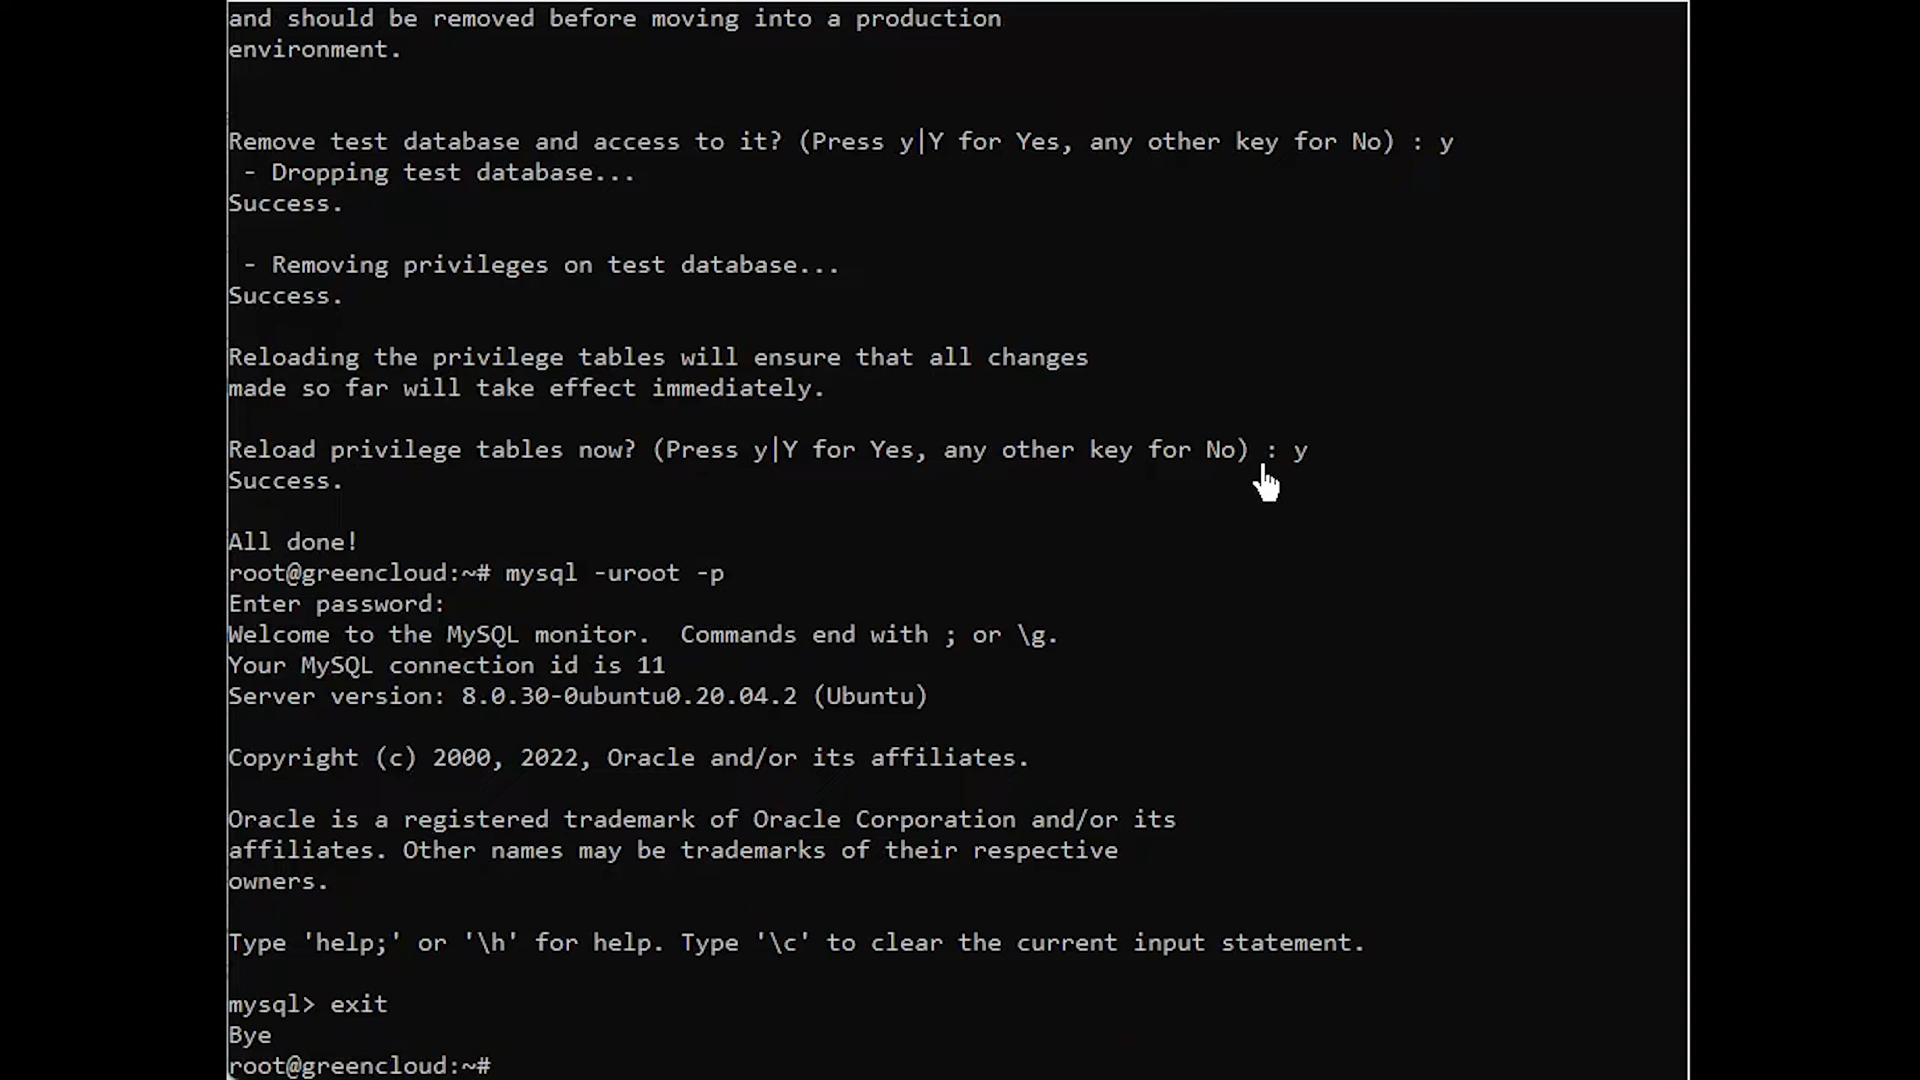 and should be removed before moving into a production
environment.
Remove test database and access to it? (Press y|Y for Yes, any other key for No) : y
- Dropping test database...
Success.
- Removing privileges on test database...
Success.
Reloading the privilege tables will ensure that all changes
made so far will take effect immediately.
Reload privilege tables now? (Press y|Y for Yes, any other key for No) : y
Success.
All done!
root@greencloud:~# mysql -uroot -p
Enter password:
Welcome to the MySQL monitor.  Commands end with ; or \g.
Your MySQL connection id is 11
Server version: 8.0.30-0ubuntu0.20.04.2 (Ubuntu)
Copyright (c) 2000, 2022, Oracle and/or its affiliates.
Oracle is a registered trademark of Oracle Corporation and/or its
affiliates. Other names may be trademarks of their respective
owners.
Type 'help;' or '\h' for help. Type '\c' to clear the current input statement.
mysql> exit
Bye
root@greencloud:~#